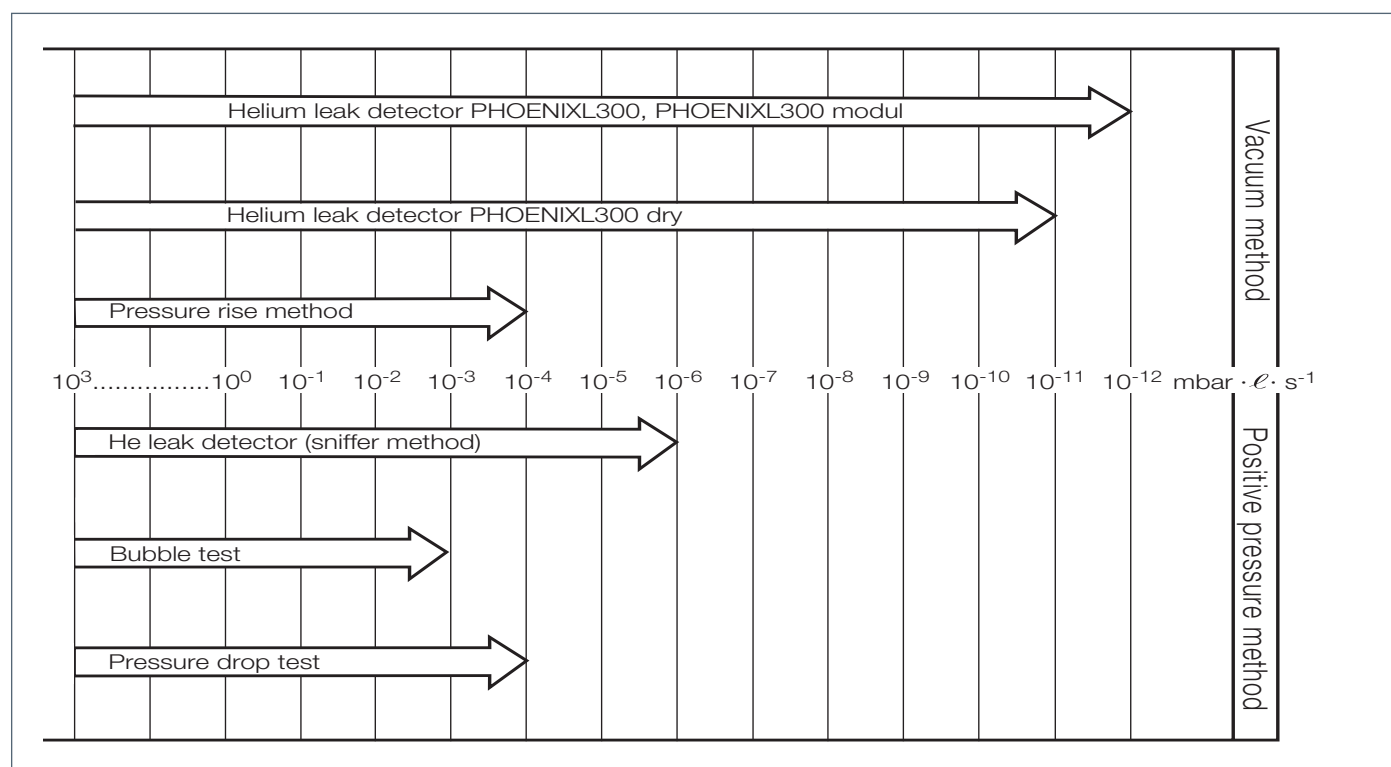 Helium leak detector PHOENIXL300, PHOENIXL300 modul
Helium leak detector PHOENIXL300 dry
Pressure rise method
Vacuum method
10³................10⁰ 10⁻¹ 10⁻² 10⁻³ 10⁻⁴ 10⁻⁵ 10⁻⁶ 10⁻⁷ 10⁻⁸ 10⁻⁹ 10⁻¹⁰ 10⁻¹¹ 10⁻¹² mbar · ℓ · s⁻¹
He leak detector (sniffer method)
Bubble test
Pressure drop test
Positive pressure method